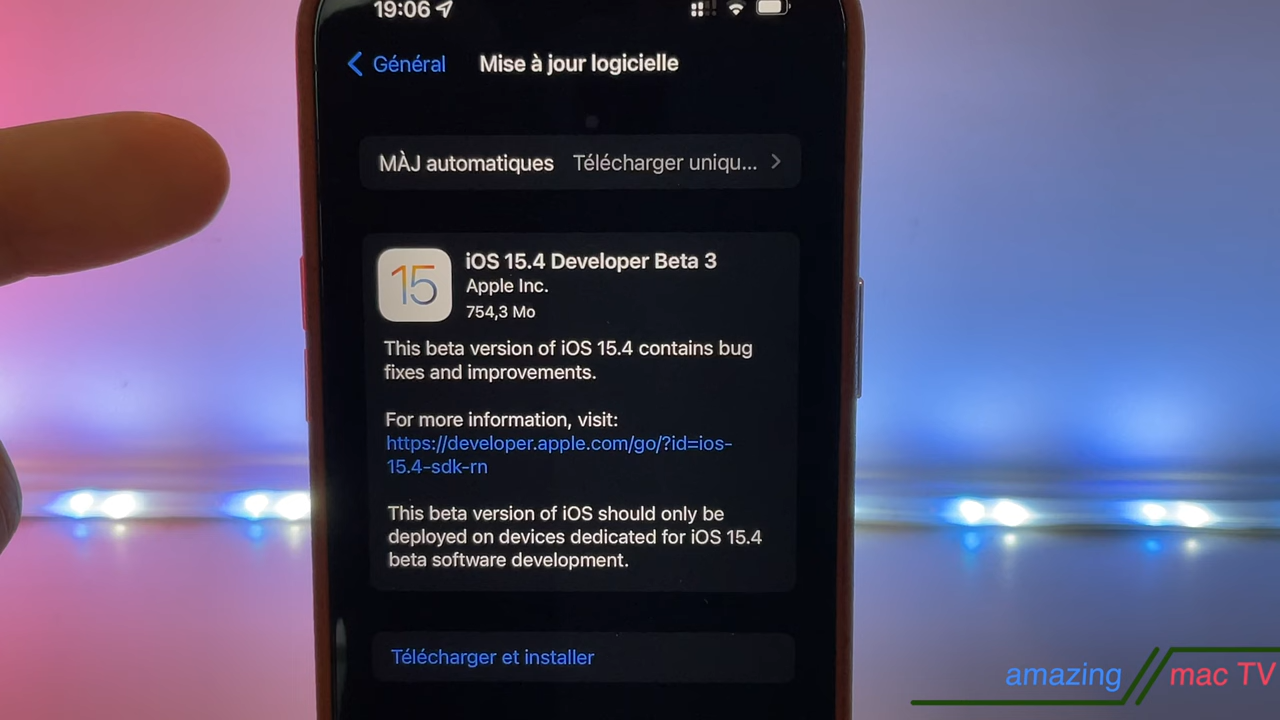 19:06
Général
Mise à jour logicielle
MÀJ automatiques Télécharger uniqu...
15
iOS 15.4 Developer Beta 3
Apple Inc.
754,3 Mo
This beta version of iOS 15.4 contains bug
fixes and improvements.
For more information, visit:
https://developer.apple.com/go/?id=ios-
15.4-sdk-rn
This beta version of iOS should only be
deployed on devices dedicated for iOS 15.4
beta software development.
Télécharger et installer
amazing // mac TV